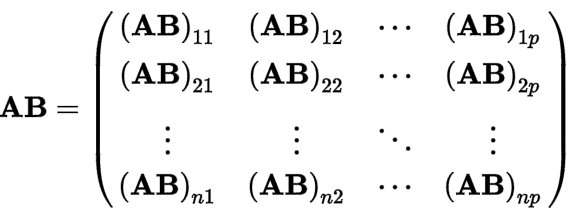 AB = ( (AB)₁₁ (AB)₁₂ ⋯ (AB)₁ₚ
(AB)₂₁ (AB)₂₂ ⋯ (AB)₂ₚ
⋮ ⋮ ⋱ ⋮
(AB)ₙ₁ (AB)ₙ₂ ⋯ (AB)ₙₚ )